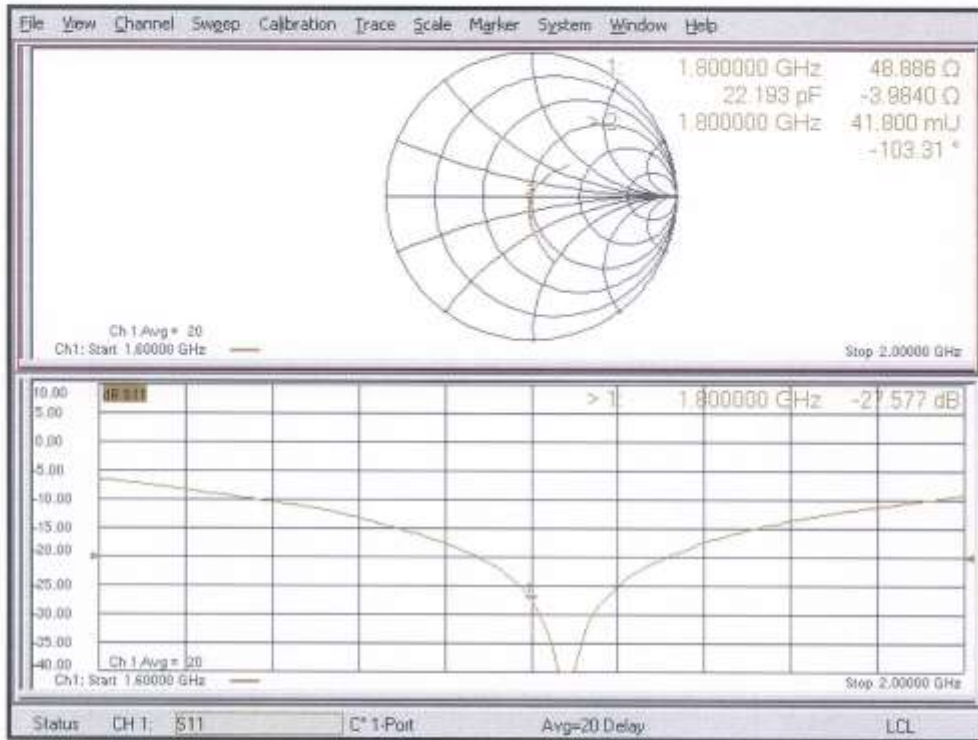 File View Channel Sweep Calibration Trace Scale Marker System Window Help
1: 1.800000 GHz 48.886 Ω
22.193 pF -3.9840 Ω
> 2: 1.800000 GHz 41.800 mU
-103.31 °
Ch 1 Avg = 20
Ch1: Start 1.60000 GHz
Stop 2.00000 GHz
dB S11
> 1: 1.800000 GHz -27.577 dB
10.00
5.00
0.00
-5.00
-10.00
-15.00
-20.00
-25.00
-30.00
-35.00
-40.00
Ch 1 Avg = 20
Ch1: Start 1.60000 GHz
Stop 2.00000 GHz
Status CH 1: S11 C* 1-Port Avg=20 Delay LCL